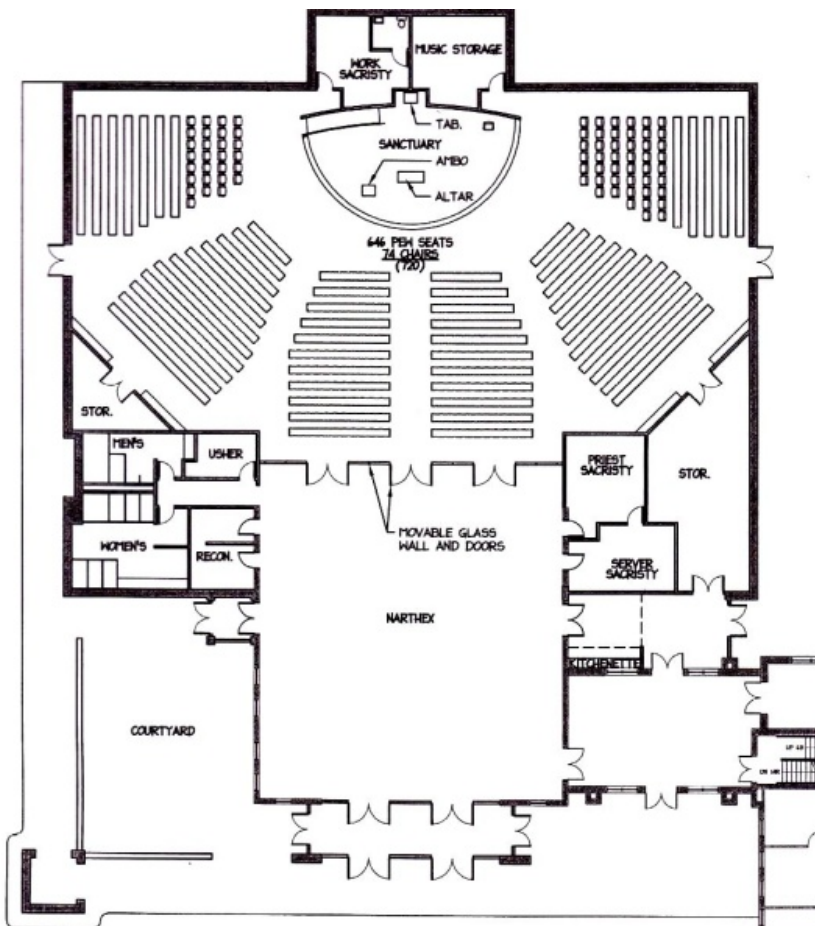 WORK
SACRISTY
MUSIC STORAGE
TAB.
SANCTUARY
AMBO
ALTAR
646 PEW SEATS
74 CHAIRS
(720)
STOR.
MEN'S
USHER
PRIEST
SACRISTY
STOR.
MOVABLE GLASS
WALL AND DOORS
WOMEN'S
RECON.
SERVER
SACRISTY
NARTHEX
KITCHENETTE
COURTYARD